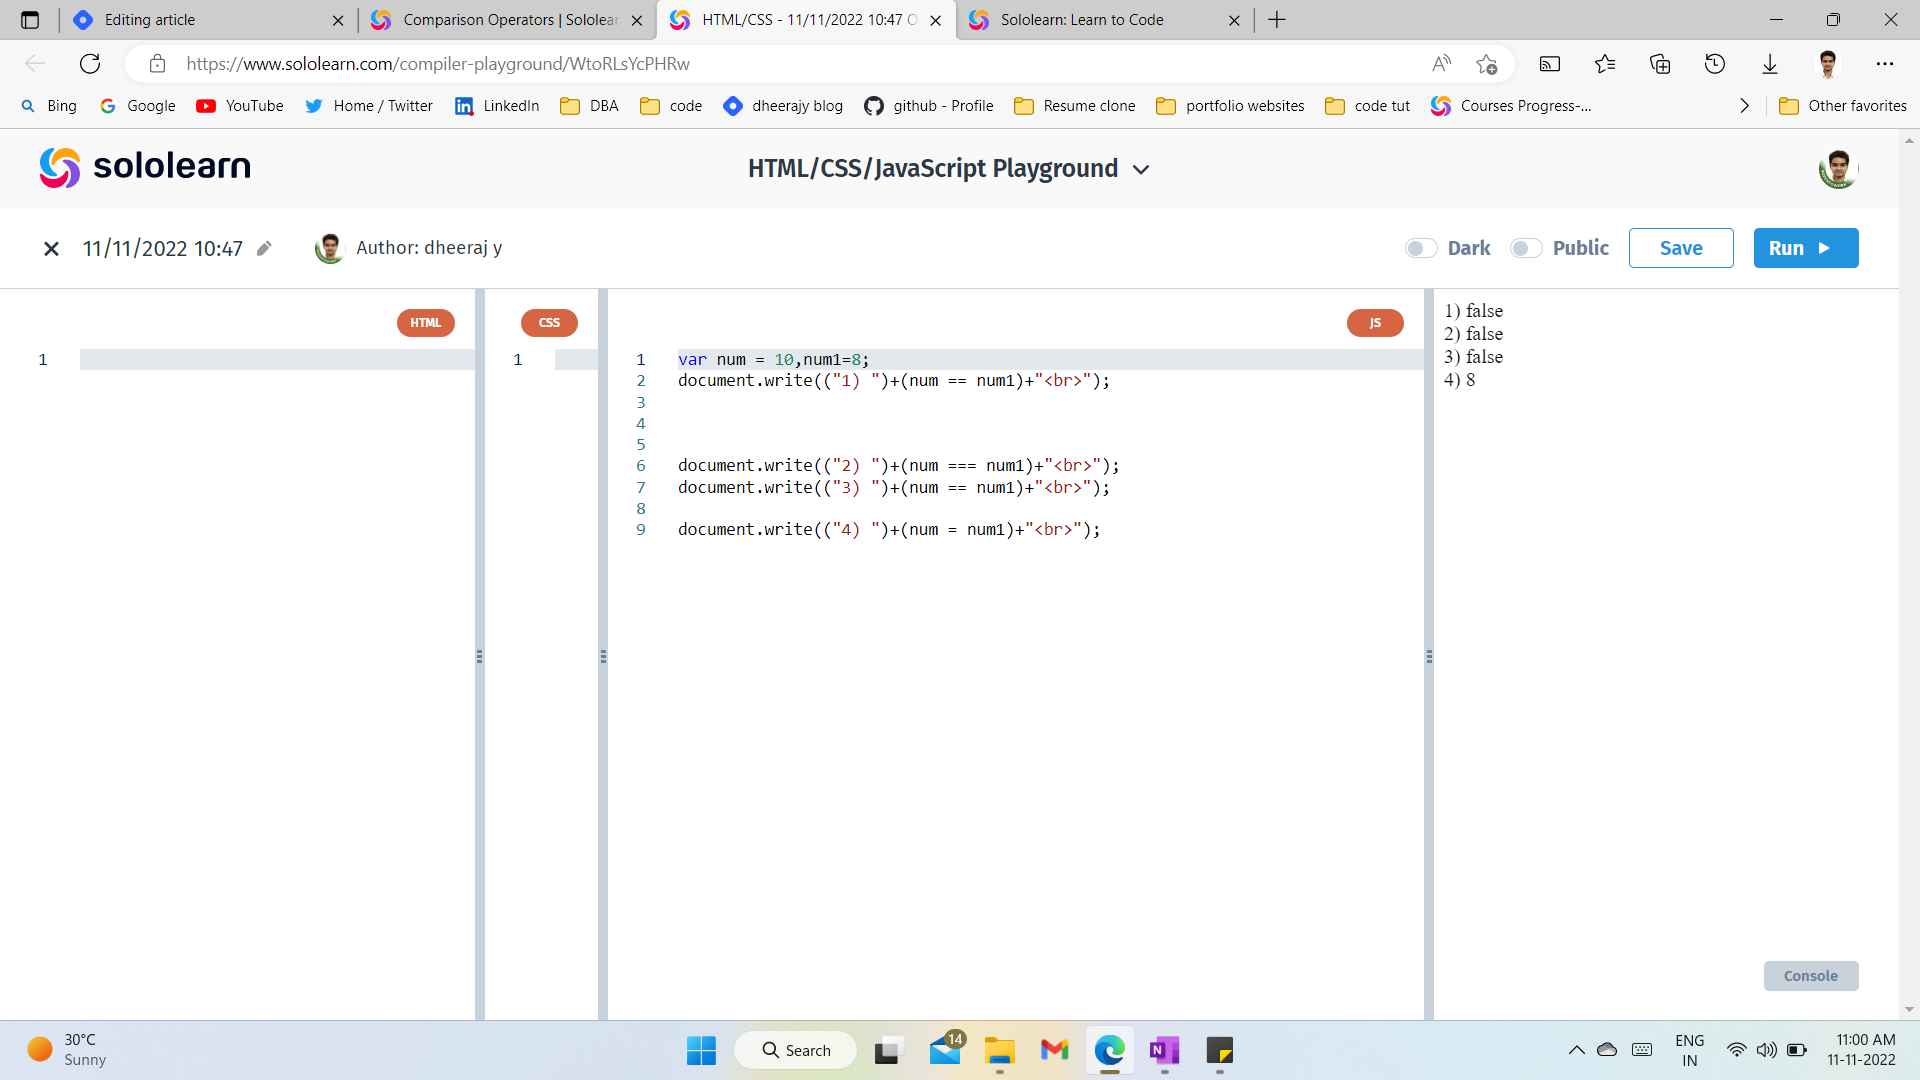 Editing article
Comparison Operators | Sololear
HTML/CSS - 11/11/2022 10:47 O
Sololearn: Learn to Code
https://www.sololearn.com/compiler-playground/WtoRLsYcPHRw
Bing
Google
YouTube
Home / Twitter
LinkedIn
DBA
code
dheerajy blog
github - Profile
Resume clone
portfolio websites
code tut
Courses Progress-...
Other favorites
sololearn
HTML/CSS/JavaScript Playground
11/11/2022 10:47
Author: dheeraj y
Dark
Public
Save
Run
HTML
1
CSS
1
JS
1 var num = 10,num1=8;
2 document.write(("1) ")+(num == num1)+"<br>");
3
4
5
6 document.write(("2) ")+(num === num1)+"<br>");
7 document.write(("3) ")+(num == num1)+"<br>");
8
9 document.write(("4) ")+(num = num1)+"<br>");
1) false
2) false
3) false
4) 8
Console
30°C
Sunny
Search
14
ENG
IN
11:00 AM
11-11-2022